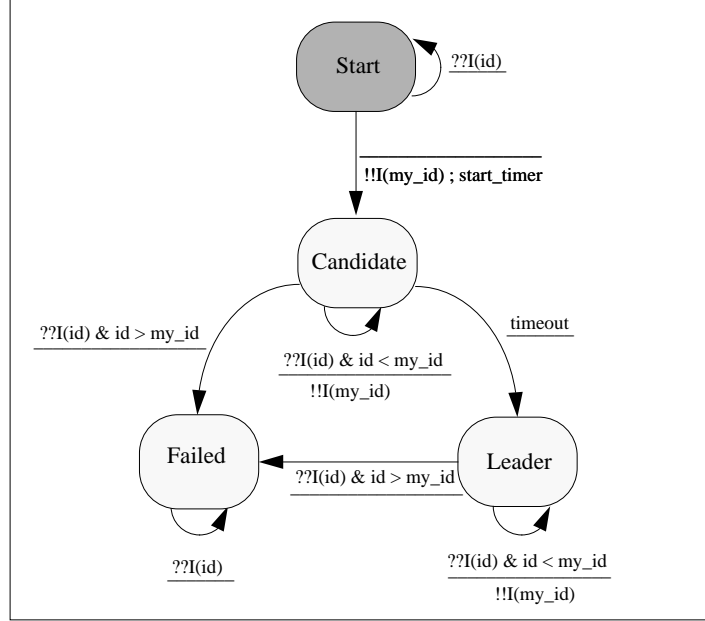 Start
??I(id)
!!I(my_id) ; start_timer
Candidate
??I(id) & id > my_id
timeout
??I(id) & id < my_id
!!I(my_id)
Failed
Leader
??I(id) & id > my_id
??I(id)
??I(id) & id < my_id
!!I(my_id)